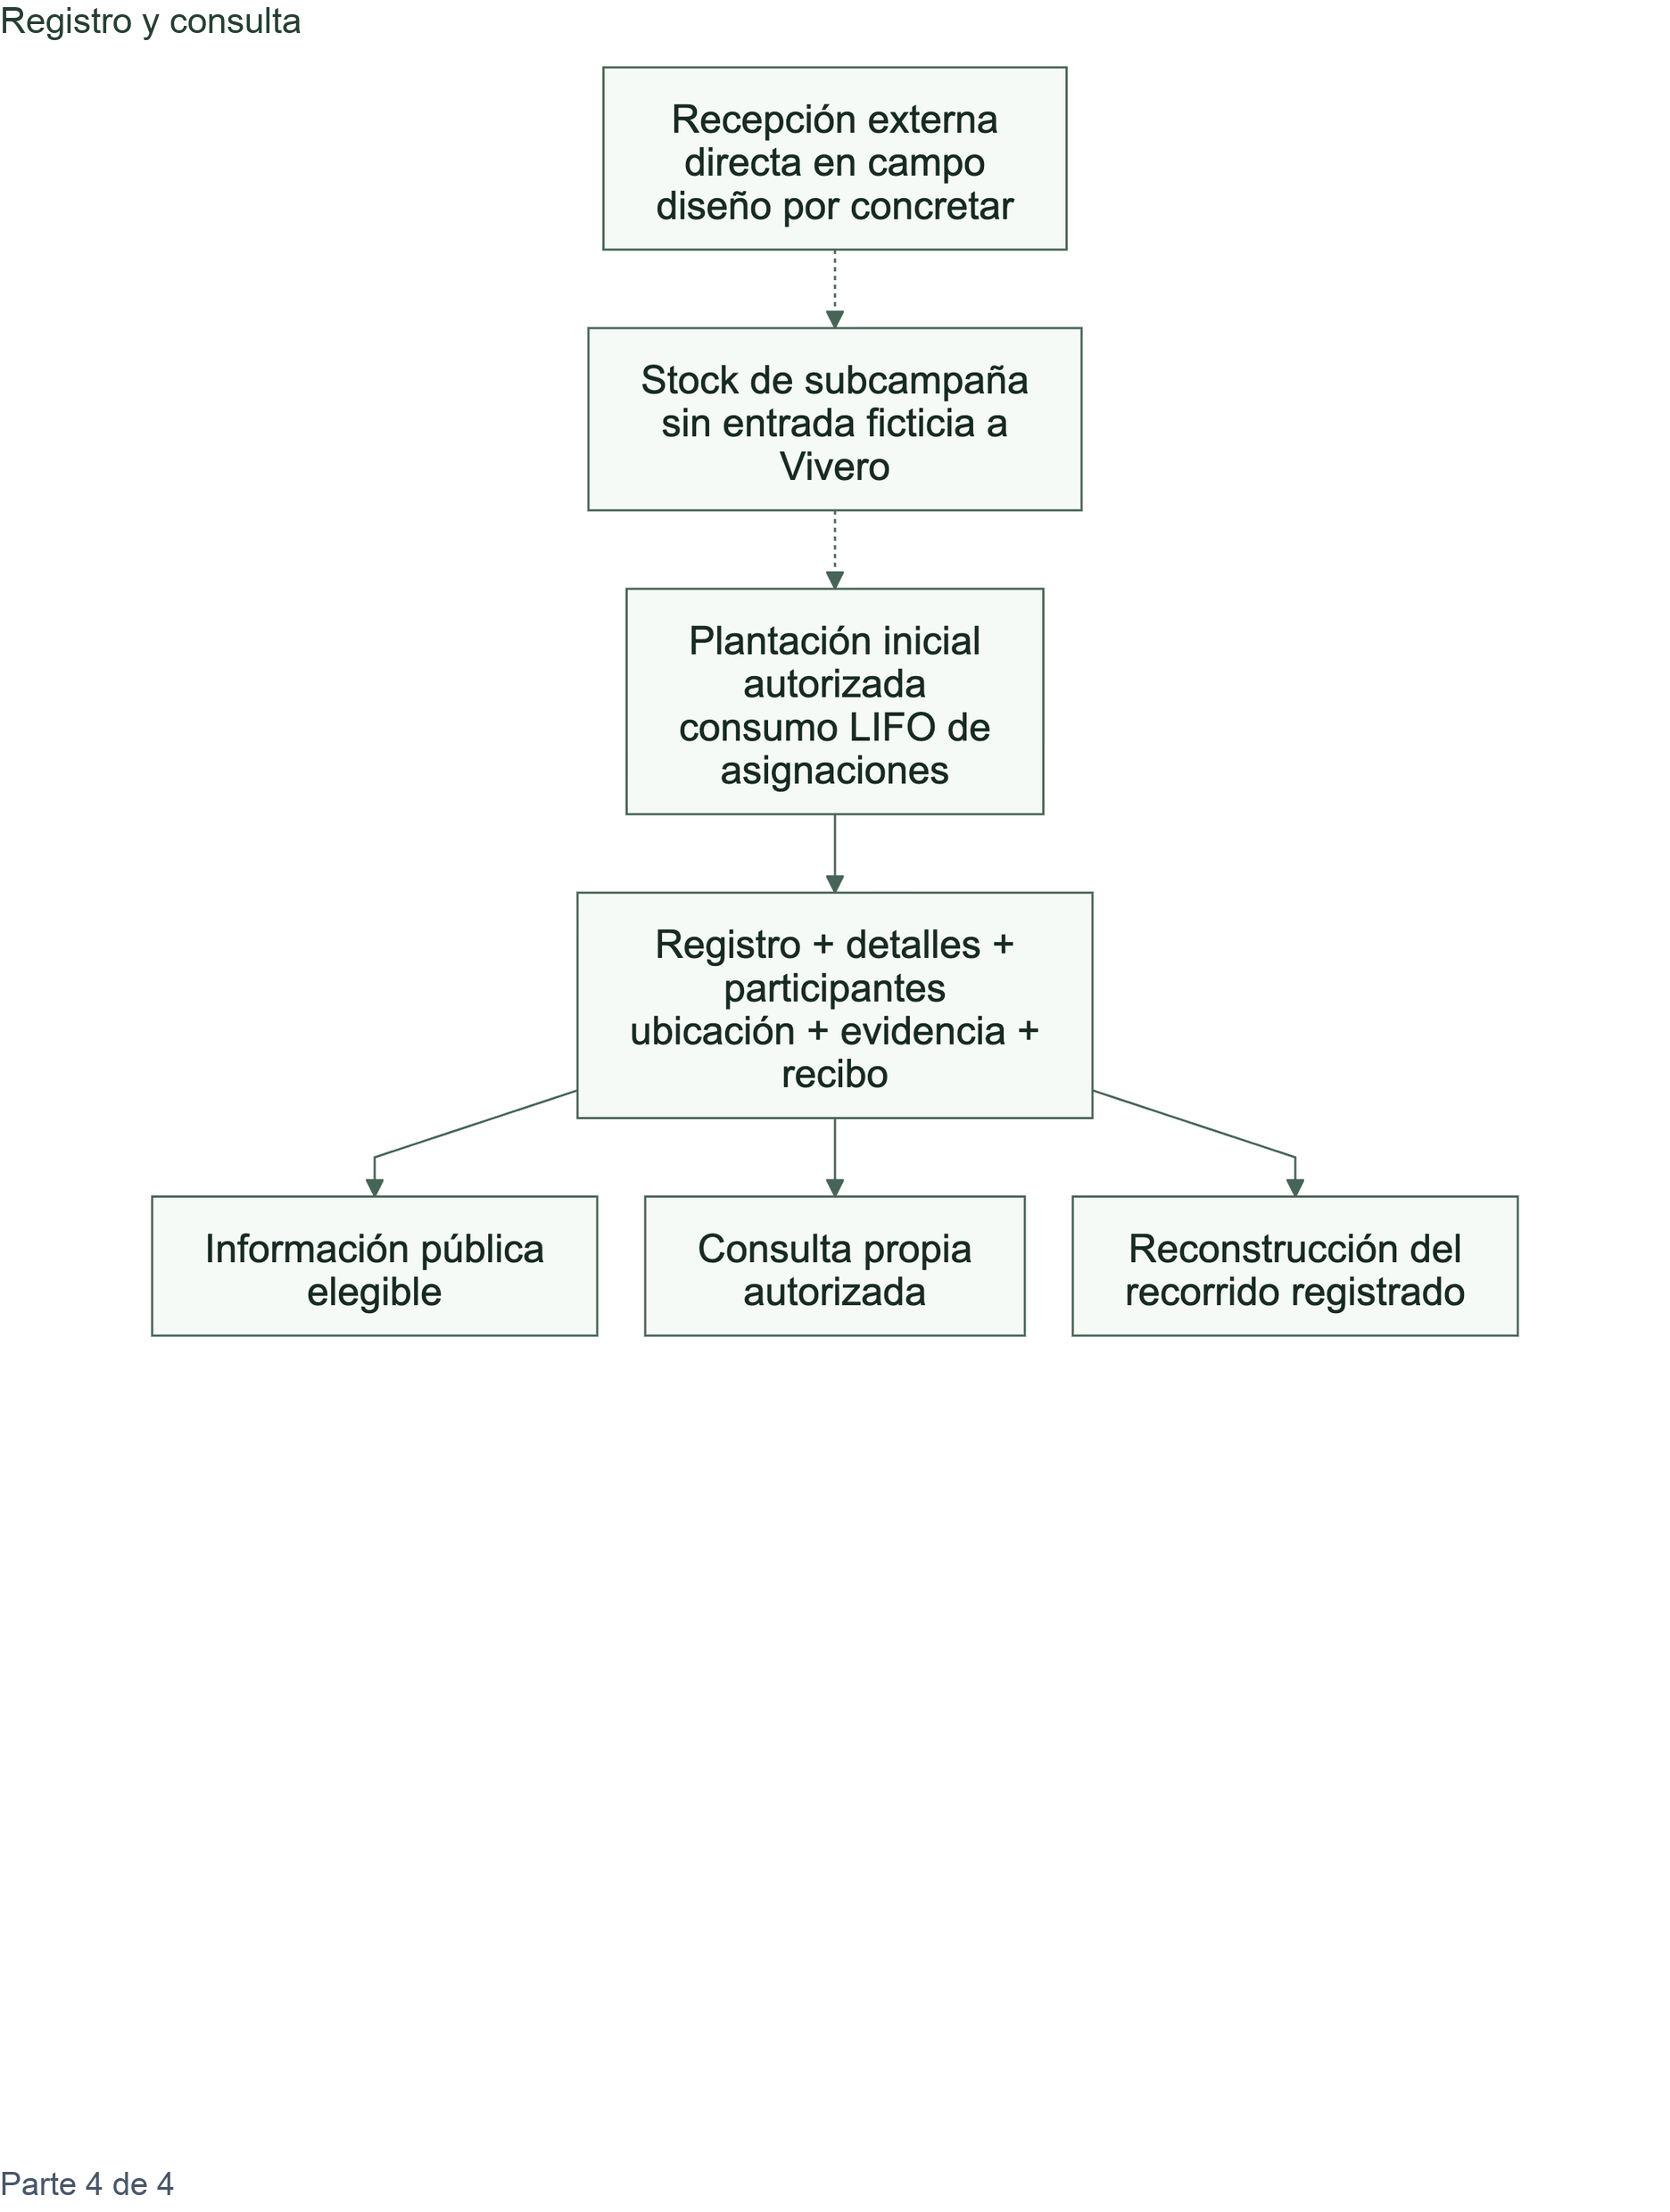 Registro y consulta
Recepción externa
directa en campo
diseño por concretar
Stock de subcampaña
sin entrada ficticia a
Vivero
Plantación inicial
autorizada
consumo LIFO de
asignaciones
Registro + detalles +
participantes
ubicación + evidencia +
recibo
Información pública
elegible
Consulta propia
autorizada
Reconstrucción del
recorrido registrado
Parte 4 de 4